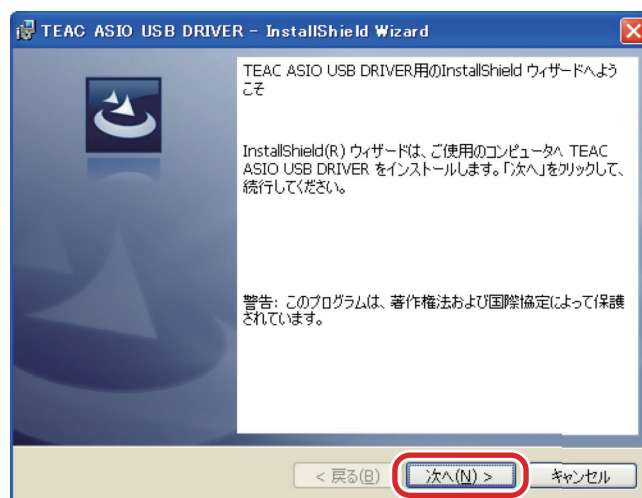 TEAC ASIO USB DRIVER - InstallShield Wizard
TEAC ASIO USB DRIVER用のInstallShield ウィザードへよう
こそ
InstallShield(R) ウィザードは、ご使用のコンピュータへ TEAC
ASIO USB DRIVER をインストールします。「次へ」をクリックして、
続行してください。
警告: このプログラムは、著作権法および国際協定によって保護
されています。
< 戻る(B)
次へ(N) >
キャンセル